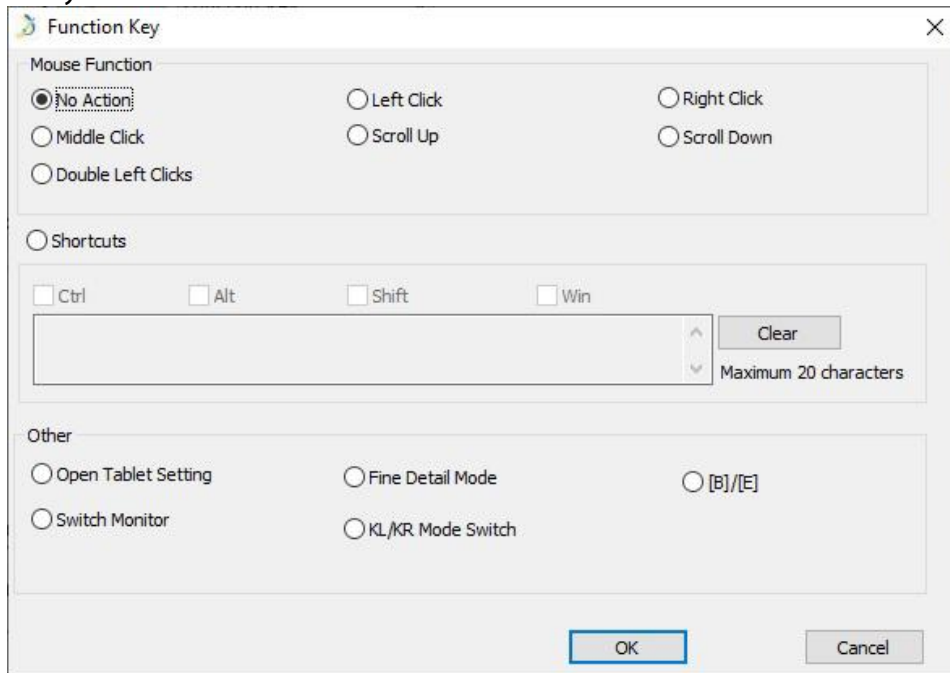 Function Key
Mouse Function
No Action Left Click Right Click
Middle Click Scroll Up Scroll Down
Double Left Clicks
Shortcuts
Ctrl Alt Shift Win
Clear
Maximum 20 characters
Other
Open Tablet Setting Fine Detail Mode [B]/[E]
Switch Monitor KL/KR Mode Switch
OK Cancel